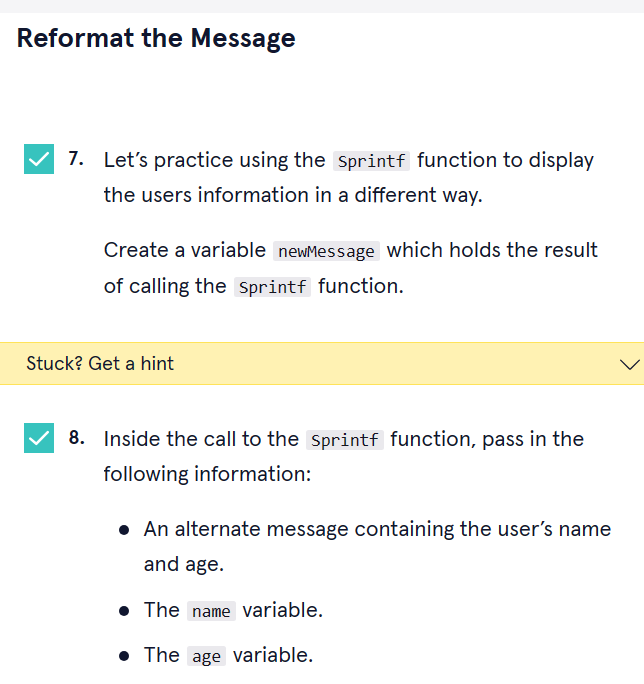 Reformat the Message
7. Let’s practice using the Sprintf function to display
the users information in a different way.
Create a variable newMessage which holds the result
of calling the Sprintf function.
Stuck? Get a hint
8. Inside the call to the Sprintf function, pass in the
following information:
● An alternate message containing the user’s name
and age.
● The name variable.
● The age variable.